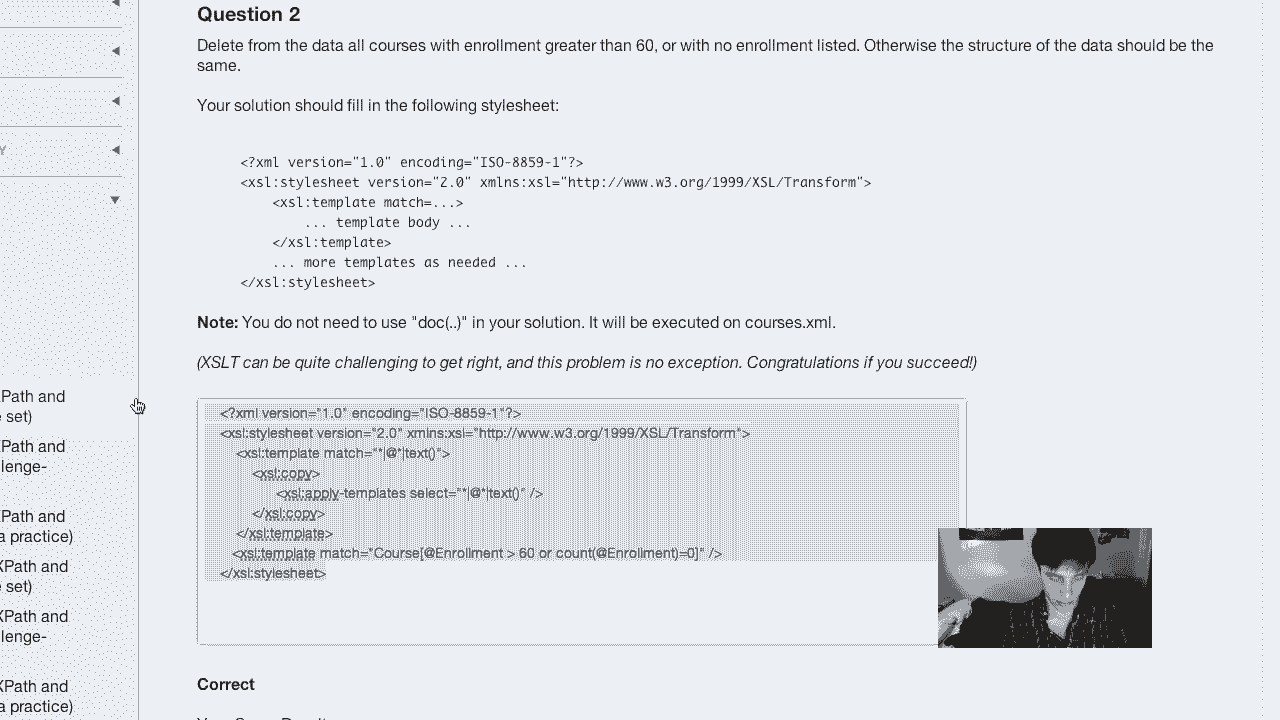 Question 2
Delete from the data all courses with enrollment greater than 60, or with no enrollment listed. Otherwise the structure of the data should be the
same.
Your solution should fill in the following stylesheet:
<?xml version="1.0" encoding="ISO-8859-1"?>
<xsl:stylesheet version="2.0" xmlns:xsl="http://www.w3.org/1999/XSL/Transform">
<xsl:template match=...>
... template body ...
</xsl:template>
... more templates as needed ...
</xsl:stylesheet>
Note: You do not need to use "doc(..)" in your solution. It will be executed on courses.xml.
(XSLT can be quite challenging to get right, and this problem is no exception. Congratulations if you succeed!)
<?xml version="1.0" encoding="ISO-8859-1"?>
<xsl:stylesheet version="2.0" xmlns:xsl="http://www.w3.org/1999/XSL/Transform">
<xsl:template match="*|@*|text()">
<xsl:copy>
<xsl:apply-templates select="*|@*|text()" />
</xsl:copy>
</xsl:template>
<xsl:template match="Course[@Enrollment > 60 or count(@Enrollment)=0]" />
</xsl:stylesheet>
Correct
Y
Path and
set)
Path and
lenge-
Path and
a practice)
XPath and
set)
XPath and
lenge-
XPath and
a practice)